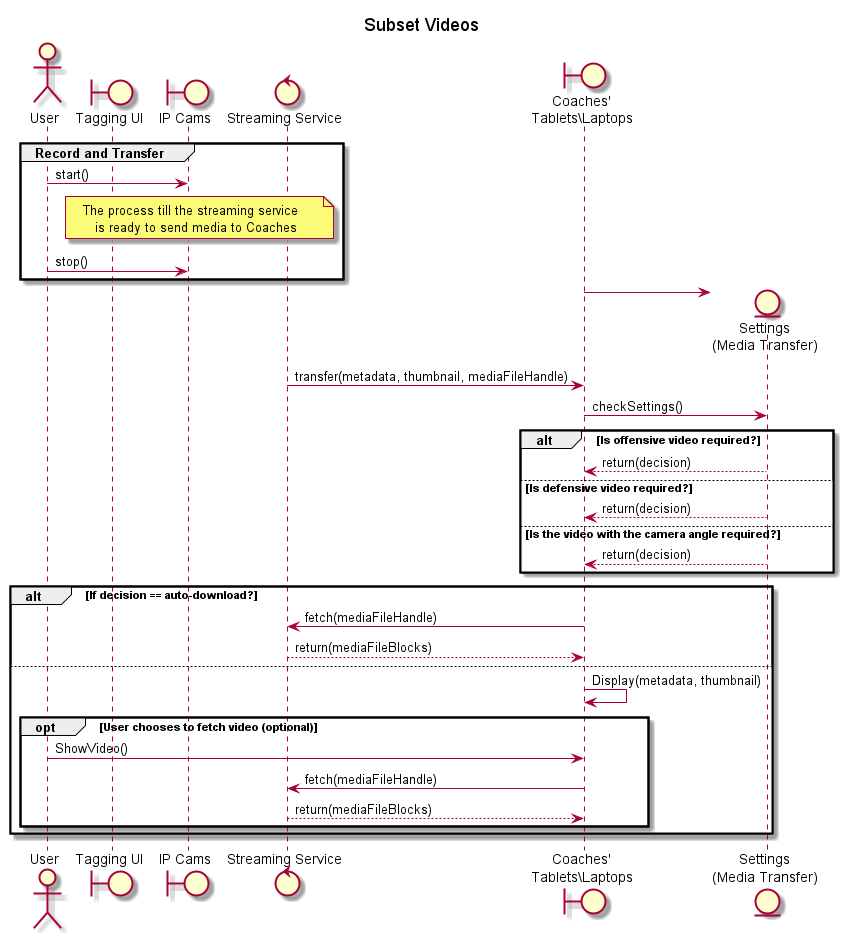 Subset Videos
User
Tagging UI
IP Cams
Streaming Service
Coaches'
Tablets\Laptops
Record and Transfer
start()
The process till the streaming service
is ready to send media to Coaches
stop()
Settings
(Media Transfer)
transfer(metadata, thumbnail, mediaFileHandle)
checkSettings()
alt [Is offensive video required?]
return(decision)
[Is defensive video required?]
return(decision)
[Is the video with the camera angle required?]
return(decision)
alt [If decision == auto-download?]
fetch(mediaFileHandle)
return(mediaFileBlocks)
Display(metadata, thumbnail)
opt [User chooses to fetch video (optional)]
ShowVideo()
fetch(mediaFileHandle)
return(mediaFileBlocks)
User
Tagging UI
IP Cams
Streaming Service
Coaches'
Tablets\Laptops
Settings
(Media Transfer)